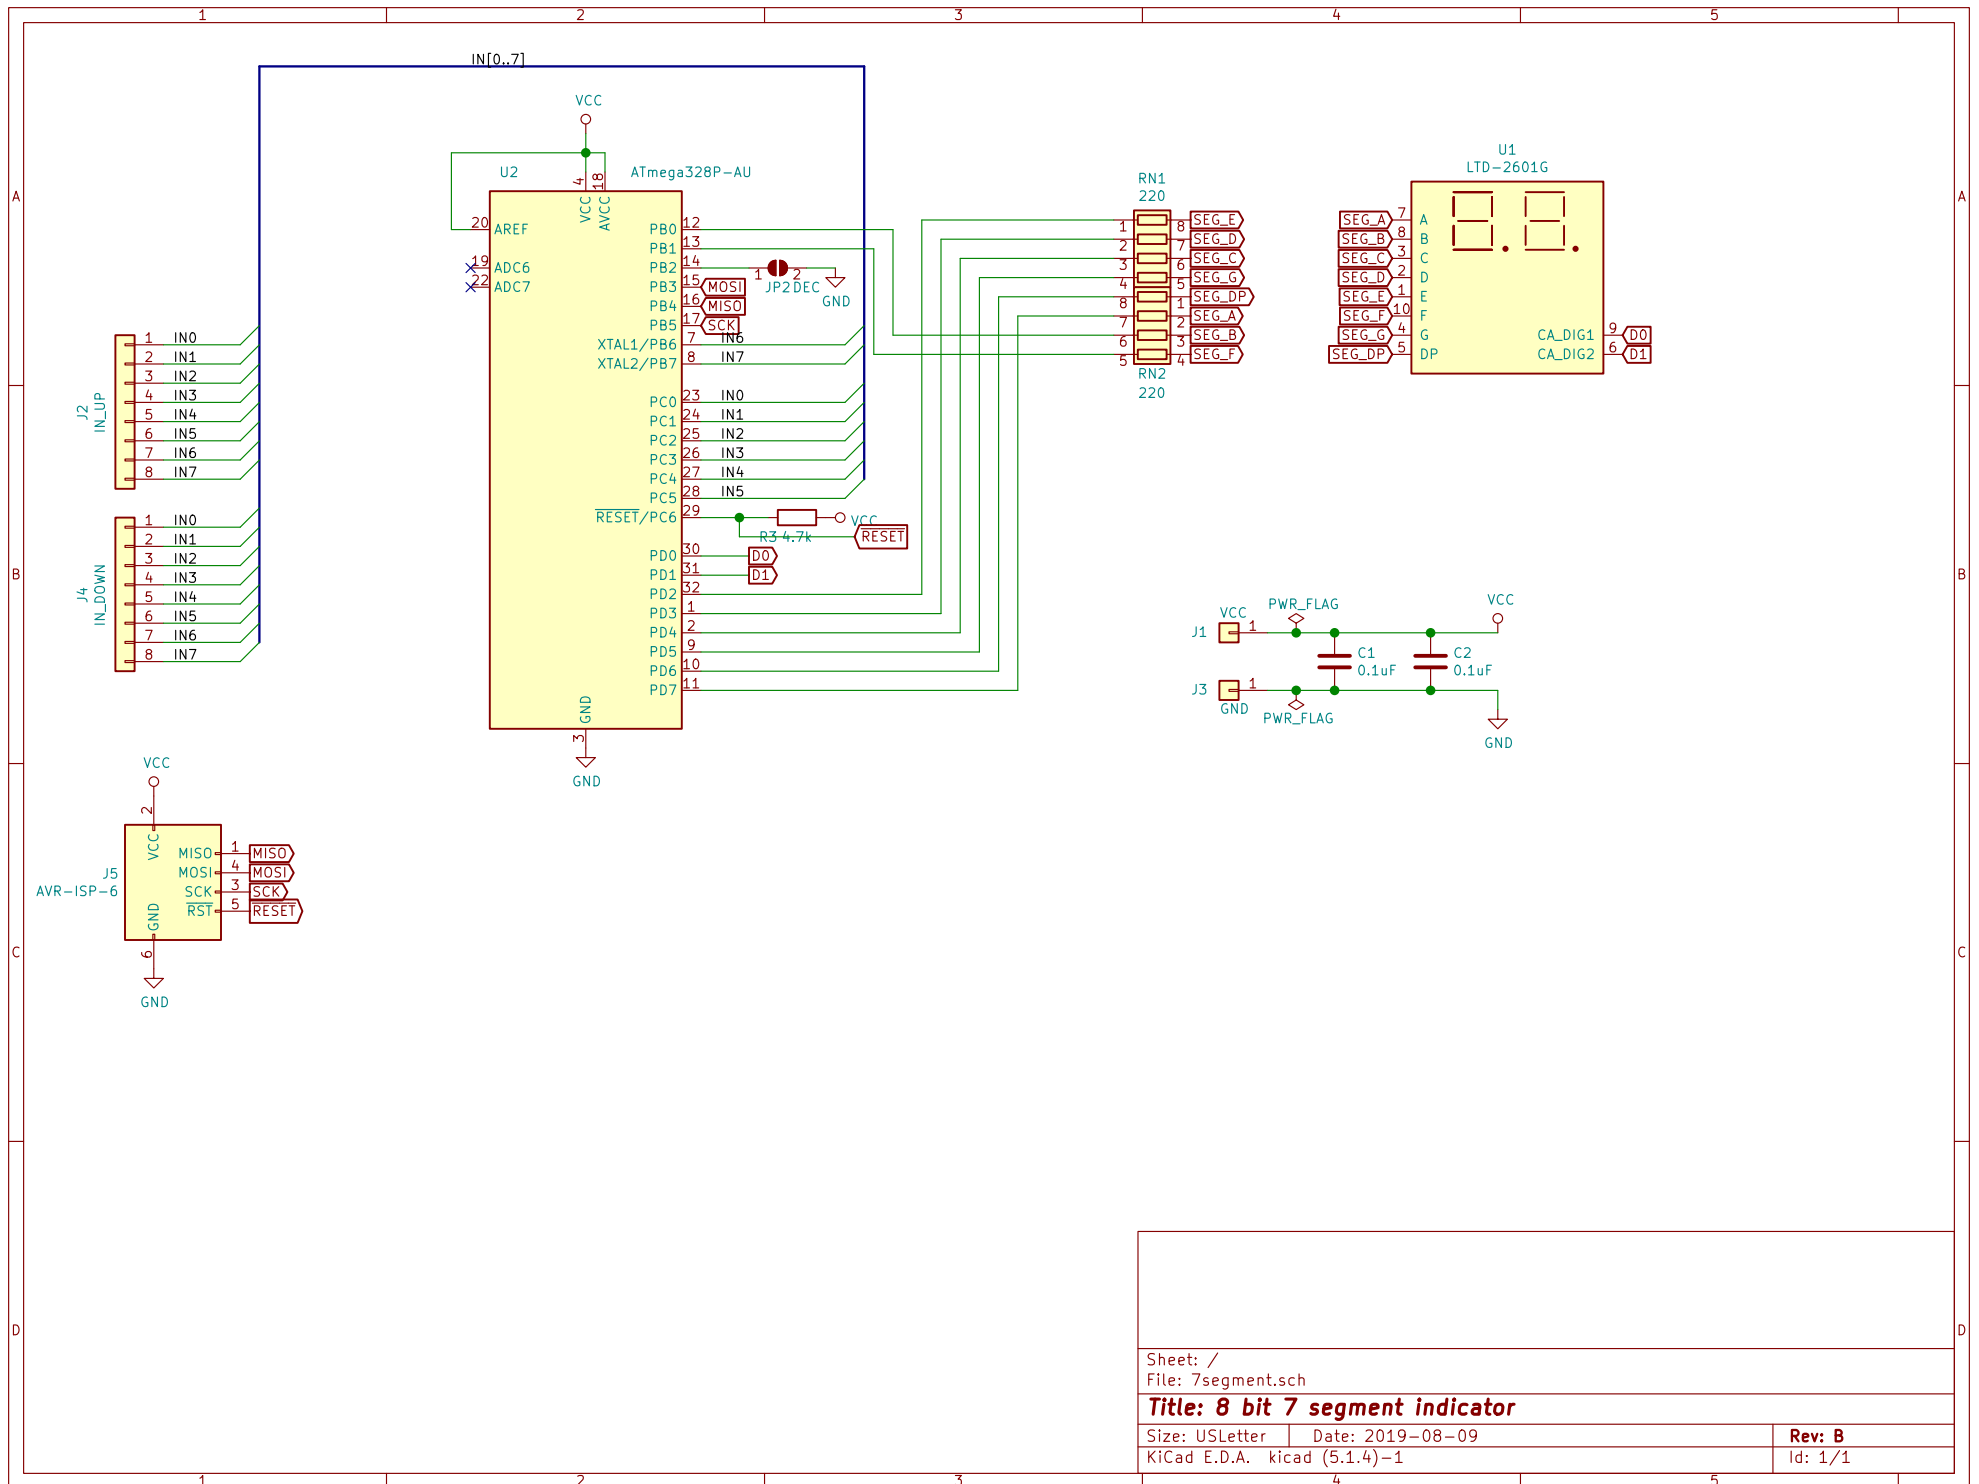 1 2 3 4 5
A
B
C
D
A
B
C
D
1 2 3 4 5
IN[0..7]
VCC
U2
ATmega328P-AU
4 18
VCC
AVCC
20 AREF
19 ADC6
22 ADC7
PB0 12
PB1 13
PB2 14
PB3 15 MOSI
PB4 16 MISO
PB5 17 SCK
XTAL1/PB6 7 IN6
XTAL2/PB7 8 IN7
PC0 23 IN0
PC1 24 IN1
PC2 25 IN2
PC3 26 IN3
PC4 27 IN4
PC5 28 IN5
RESET/PC6 29
PD0 30 D0
PD1 31 D1
PD2 32
PD3 1
PD4 2
PD5 9
PD6 10
PD7 11
GND
3
GND
1 2
JP2 DEC
GND
R3 4.7k
VCC
RESET
J2
IN_UP
1 IN0
2 IN1
3 IN2
4 IN3
5 IN4
6 IN5
7 IN6
8 IN7
J4
IN_DOWN
1 IN0
2 IN1
3 IN2
4 IN3
5 IN4
6 IN5
7 IN6
8 IN7
RN1
220
1 8 SEG_E
2 7 SEG_D
3 6 SEG_C
4 5 SEG_G
8 1 SEG_DP
7 2 SEG_A
6 3 SEG_B
5 4 SEG_F
RN2
220
U1
LTD-2601G
SEG_A 7 A
SEG_B 8 B
SEG_C 3 C
SEG_D 2 D
SEG_E 1 E
SEG_F 10 F
SEG_G 4 G
SEG_DP 5 DP
CA_DIG1 9 D0
CA_DIG2 6 D1
J1
VCC
1
PWR_FLAG
VCC
C1
0.1uF
C2
0.1uF
J3
GND
1
PWR_FLAG
GND
VCC
2
VCC
J5
AVR-ISP-6
MISO 1 MISO
MOSI 4 MOSI
SCK 3 SCK
RST 5 RESET
GND
6
GND
Sheet: /
File: 7segment.sch
Title: 8 bit 7 segment indicator
Size: USLetter Date: 2019-08-09 Rev: B
KiCad E.D.A. kicad (5.1.4)-1 Id: 1/1